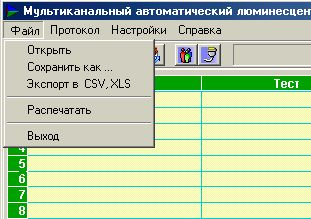 Мультиканальный автоматический люминесцен
Файл Протокол Настройки Справка
Открыть
Сохранить как ...
Экспорт в CSV, XLS
Распечатать
Выход
Тест
4
5
6
7
8